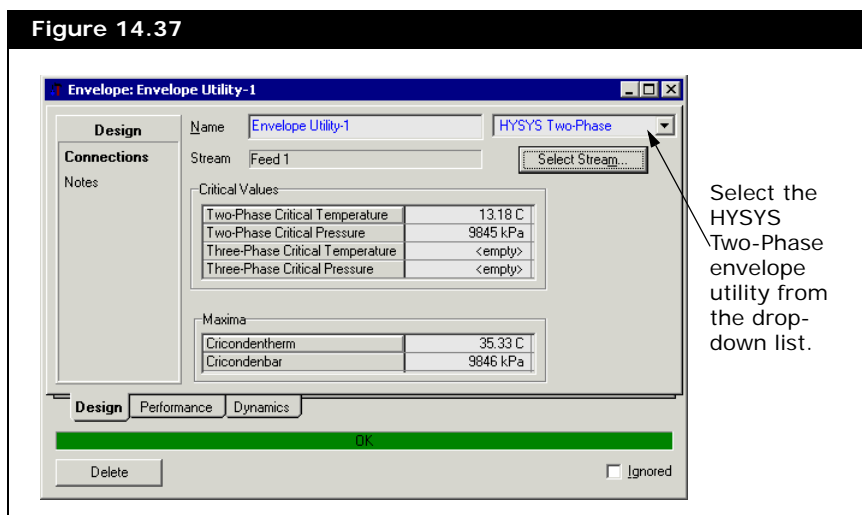 Figure 14.37
Envelope: Envelope Utility-1
Design
Connections
Notes
Name Envelope Utility-1 HYSYS Two-Phase
Stream Feed 1 Select Stream...
Critical Values
Two-Phase Critical Temperature 13.18 C
Two-Phase Critical Pressure 9845 kPa
Three-Phase Critical Temperature <empty>
Three-Phase Critical Pressure <empty>
Maxima
Cricondentherm 35.33 C
Cricondenbar 9846 kPa
Design Performance Dynamics
OK
Delete Ignored
Select the
HYSYS
Two-Phase
envelope
utility from
the drop-
down list.